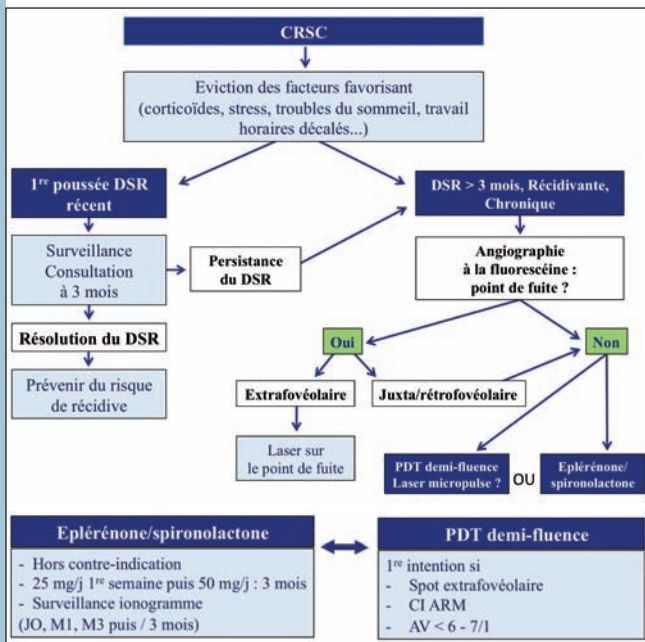 CRSC
Eviction des facteurs favorisant
(corticoïdes, stress, troubles du sommeil, travail
horaires décalés...)
1re poussée DSR
récent
DSR > 3 mois, Récidivante,
Chronique
Surveillance
Consultation
à 3 mois
Persistance
du DSR
Angiographie
à la fluorescéine :
point de fuite ?
Résolution du DSR
Oui
Non
Prévenir du risque
de récidive
Extrafovéolaire
Juxta/rétrofovéolaire
Laser sur
le point de fuite
PDT demi-fluence
Laser micropulse ?
OU
Eplérénone/
spironolactone
Eplérénone/spironolactone
- Hors contre-indication
- 25 mg/j 1re semaine puis 50 mg/j : 3 mois
- Surveillance ionogramme
(JO, M1, M3 puis / 3 mois)
PDT demi-fluence
1re intention si
- Spot extrafovéolaire
- CI ARM
- AV < 6 - 7/1